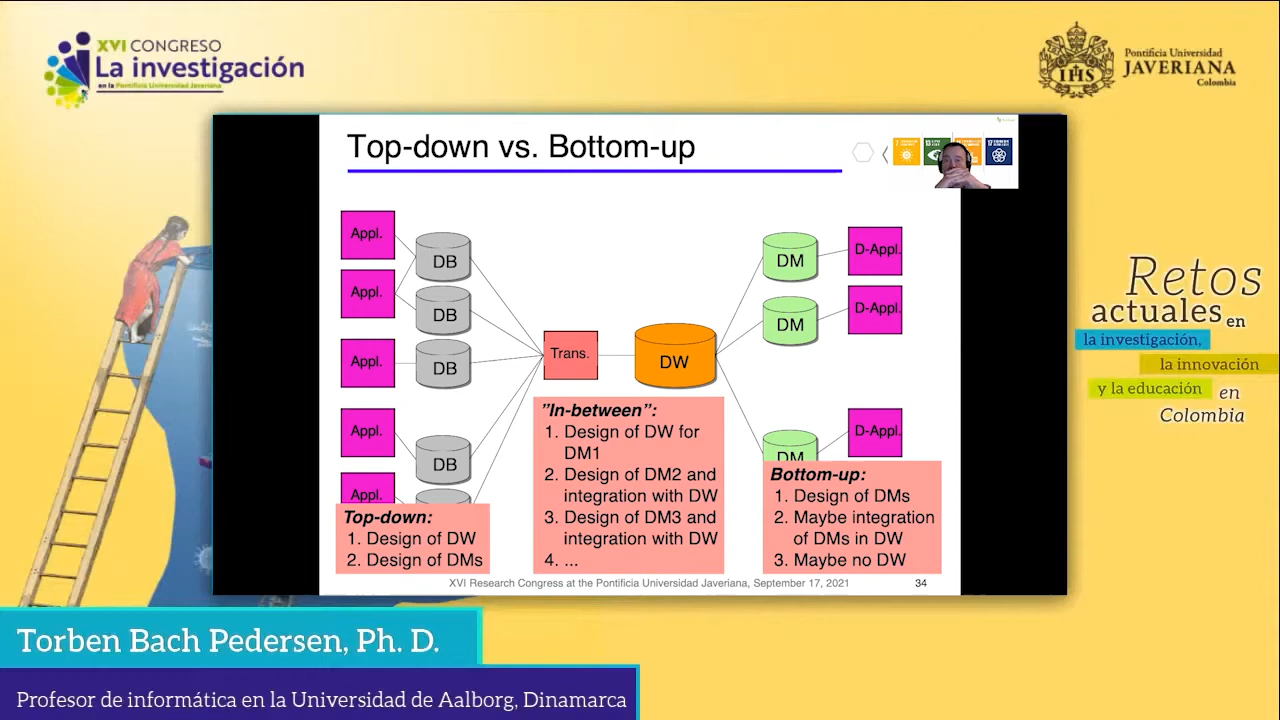 XVI CONGRESO
La investigación
en la Pontificia Universidad Javeriana
IHS
Pontificia Universidad
JAVERIANA
Colombia
Top-down vs. Bottom-up
Appl.
Appl.
Appl.
Appl.
Appl.
DB
DB
DB
DB
Trans.
DW
DM
DM
DM
D-Appl.
D-Appl.
D-Appl.
Top-down:
1. Design of DW
2. Design of DMs
”In-between”:
1. Design of DW for
DM1
2. Design of DM2 and
integration with DW
3. Design of DM3 and
integration with DW
4. ...
Bottom-up:
1. Design of DMs
2. Maybe integration
of DMs in DW
3. Maybe no DW
XVI Research Congress at the Pontificia Universidad Javeriana, September 17, 2021
34
Retos
actuales en
la investigación,
la innovación
y la educación en
Colombia
Torben Bach Pedersen, Ph. D.
Profesor de informática en la Universidad de Aalborg, Dinamarca